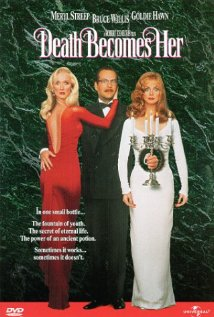 MERYL STREEP BRUCE WILLIS GOLDIE HAWN
Death Becomes Her
In one small bottle...
The fountain of youth.
The secret of eternal life.
The power of an ancient potion.
Sometimes it works...
sometimes it doesn't.
DVD
UNIVERSAL